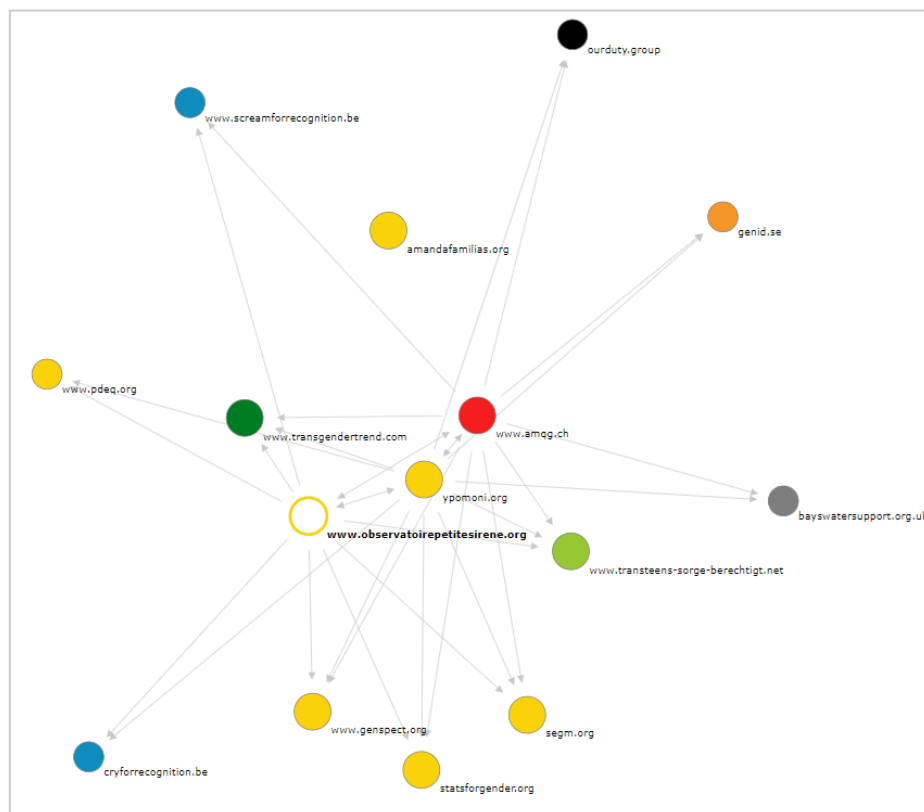 ourduty.group
www.screamforrecognition.be
genid.se
amandafamilias.org
www.pdeq.org
www.transgendertrend.com
www.amqg.ch
ypomoni.org
bayswatersupport.org.uk
www.observatoirepetitesirene.org
www.transteens-sorge-berechtigt.net
www.genspect.org
segm.org
cryforrecognition.be
statsforgender.org